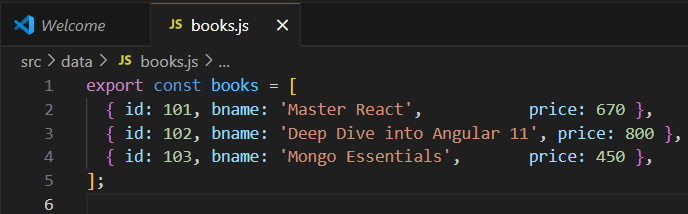 Welcome JS books.js ×
src > data > JS books.js > ...
1 export const books = [
2 { id: 101, bname: 'Master React', price: 670 },
3 { id: 102, bname: 'Deep Dive into Angular 11', price: 800 },
4 { id: 103, bname: 'Mongo Essentials', price: 450 },
5 ];
6